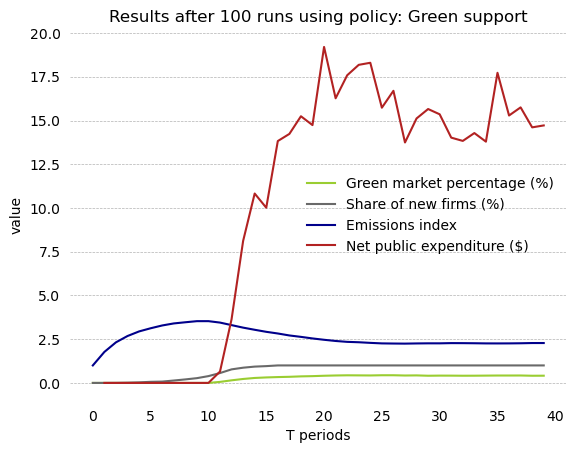 Results after 100 runs using policy: Green support
20.0
17.5
15.0
12.5
10.0
7.5
5.0
2.5
0.0
value
Green market percentage (%)
Share of new firms (%)
Emissions index
Net public expenditure ($)
0 5 10 15 20 25 30 35 40
T periods